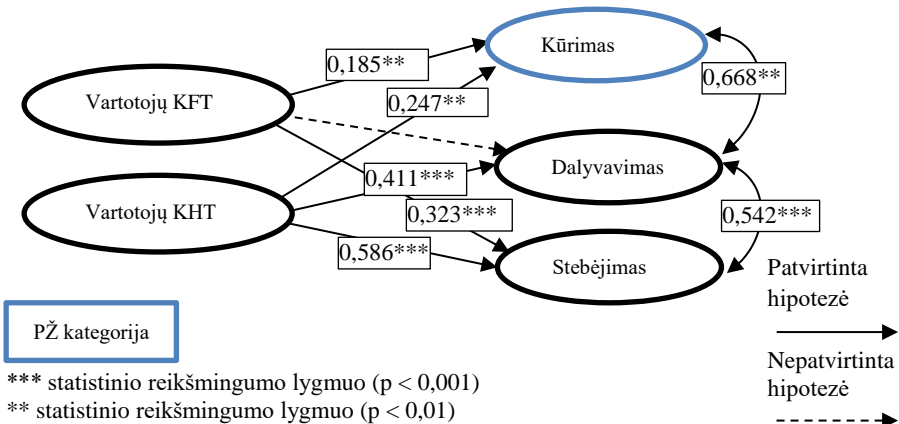 Kūrimas
0,185**
0,668**
Vartotojų KFT
0,247**
Dalyvavimas
0,411***
Vartotojų KHT
0,323***
0,542***
0,586***
Stebėjimas
Patvirtinta
hipotezė
PŽ kategorija
Nepatvirtinta
hipotezė
*** statistinio reikšmingumo lygmuo (p < 0,001)
** statistinio reikšmingumo lygmuo (p < 0,01)